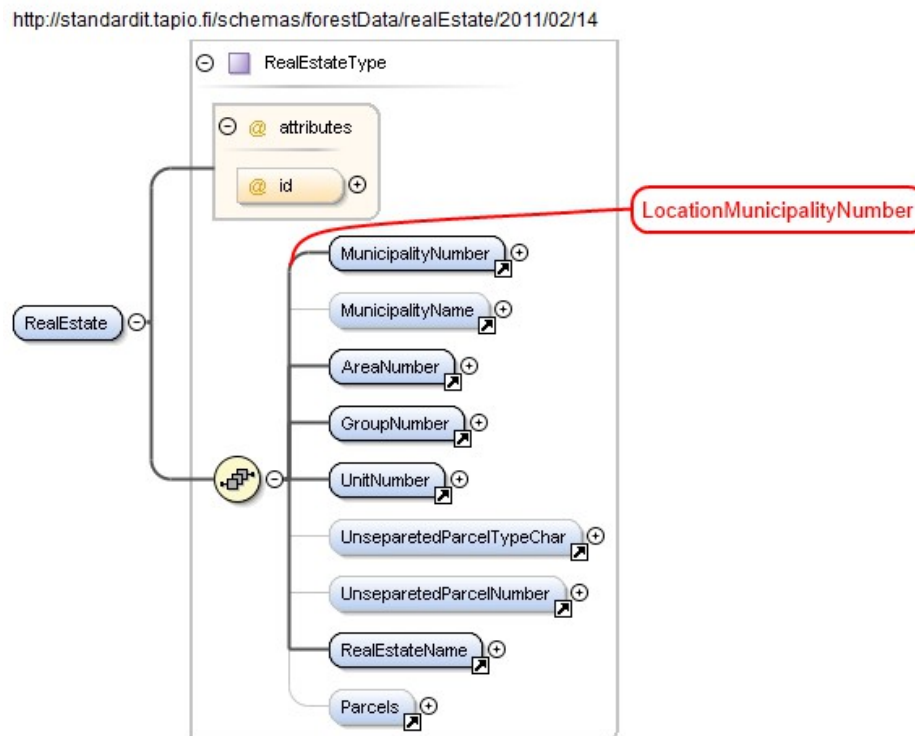 http://standardit.tapio.fi/schemas/forestData/realEstate/2011/02/14
RealEstateType
@ attributes
@ id
LocationMunicipalityNumber
MunicipalityNumber
MunicipalityName
RealEstate
AreaNumber
GroupNumber
UnitNumber
UnseparetedParcelTypeChar
UnseparetedParcelNumber
RealEstateName
Parcels